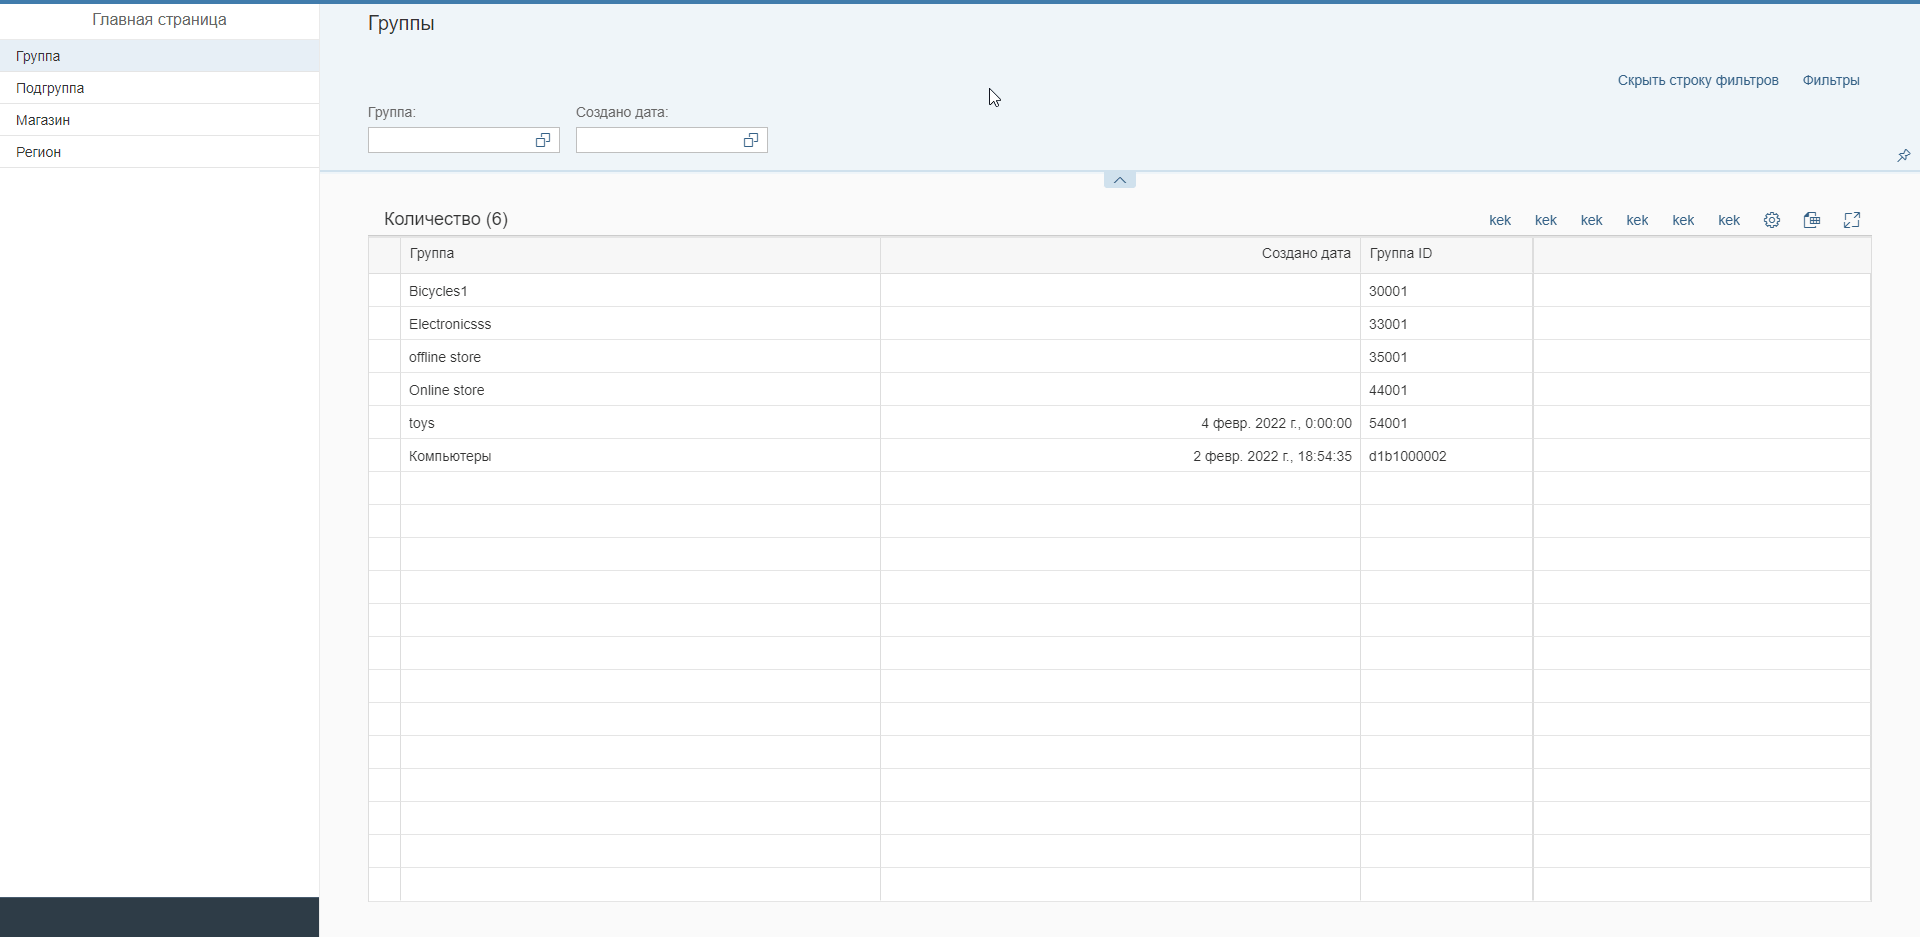 Главная страница
Группа
Подгруппа
Магазин
Регион
Группы
Скрыть строку фильтров Фильтры
Группа: Создано дата:
Количество (6) kek kek kek kek kek kek
Группа Создано дата Группа ID
Bicycles1 30001
Electronicsss 33001
offline store 35001
Online store 44001
toys 4 февр. 2022 г., 0:00:00 54001
Компьютеры 2 февр. 2022 г., 18:54:35 d1b1000002